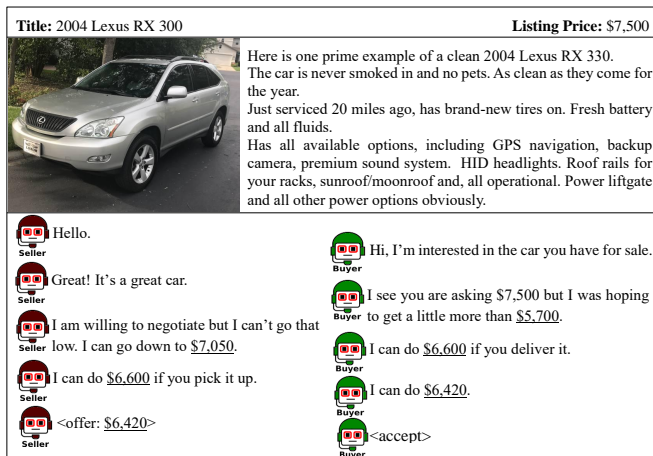 Title: 2004 Lexus RX 300 Listing Price: $7,500
Here is one prime example of a clean 2004 Lexus RX 330.
The car is never smoked in and no pets. As clean as they come for
the year.
Just serviced 20 miles ago, has brand-new tires on. Fresh battery
and all fluids.
Has all available options, including GPS navigation, backup
camera, premium sound system. HID headlights. Roof rails for
your racks, sunroof/moonroof and, all operational. Power liftgate
and all other power options obviously.
Hello.
Seller
Hi, I'm interested in the car you have for sale.
Buyer
Great! It's a great car.
Seller
I see you are asking $7,500 but I was hoping
to get a little more than $5,700.
Buyer
I am willing to negotiate but I can't go that
low. I can go down to $7,050.
Seller
I can do $6,600 if you deliver it.
Buyer
I can do $6,600 if you pick it up.
Seller
I can do $6,420.
Buyer
<offer: $6,420>
Seller
<accept>
Buyer